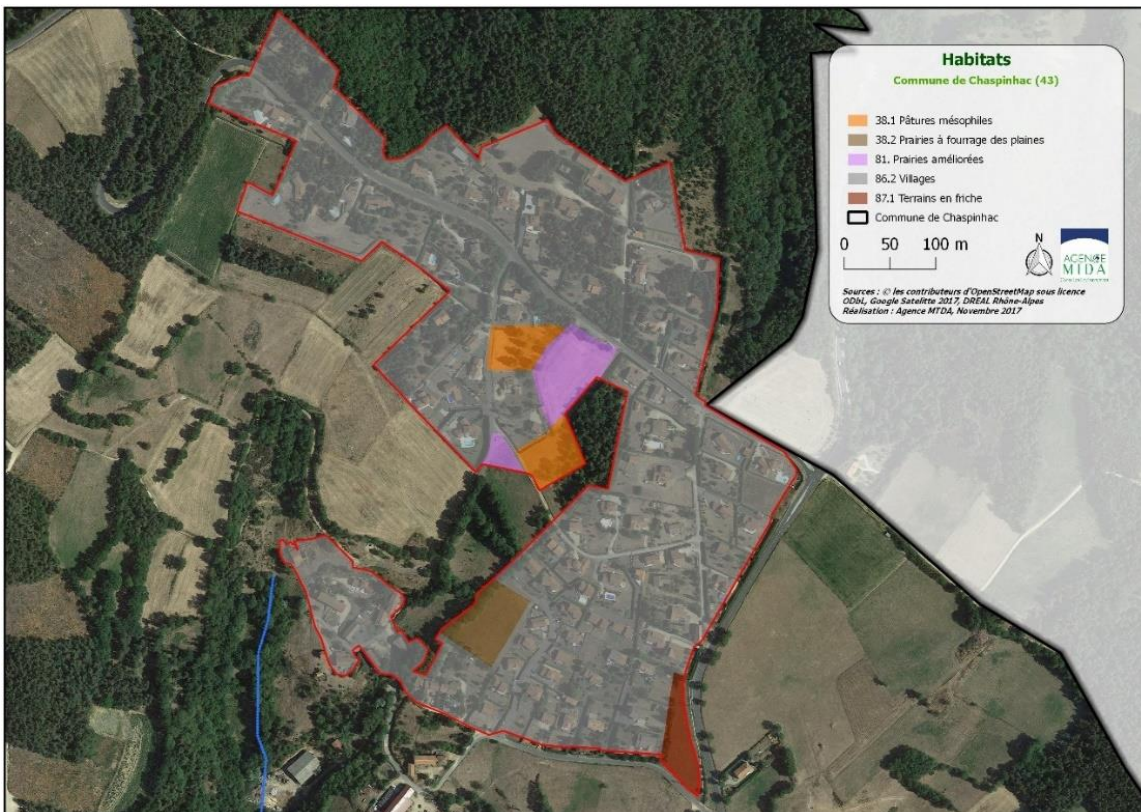 Habitats
Commune de Chaspinhac (43)
38.1 Pâtures mésophiles
38.2 Prairies à fourrage des plaines
81. Prairies améliorées
86.2 Villages
87.1 Terrains en friche
Commune de Chaspinhac
0 50 100 m
N
AGENCE
MTDA
Sources : © les contributeurs d'OpenStreetMap sous licence
ODbL, Google Satelitte 2017, DREAL Rhône-Alpes
Réalisation : Agence MTDA, Novembre 2017